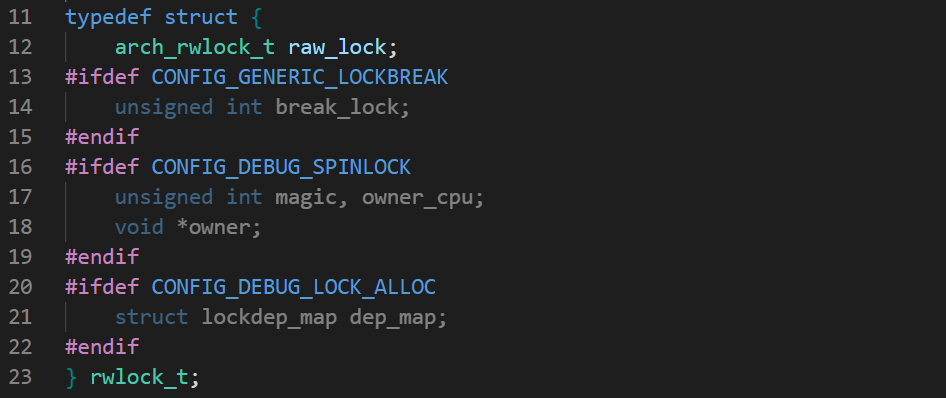 11 typedef struct {
12     arch_rwlock_t raw_lock;
13 #ifdef CONFIG_GENERIC_LOCKBREAK
14     unsigned int break_lock;
15 #endif
16 #ifdef CONFIG_DEBUG_SPINLOCK
17     unsigned int magic, owner_cpu;
18     void *owner;
19 #endif
20 #ifdef CONFIG_DEBUG_LOCK_ALLOC
21     struct lockdep_map dep_map;
22 #endif
23 } rwlock_t;